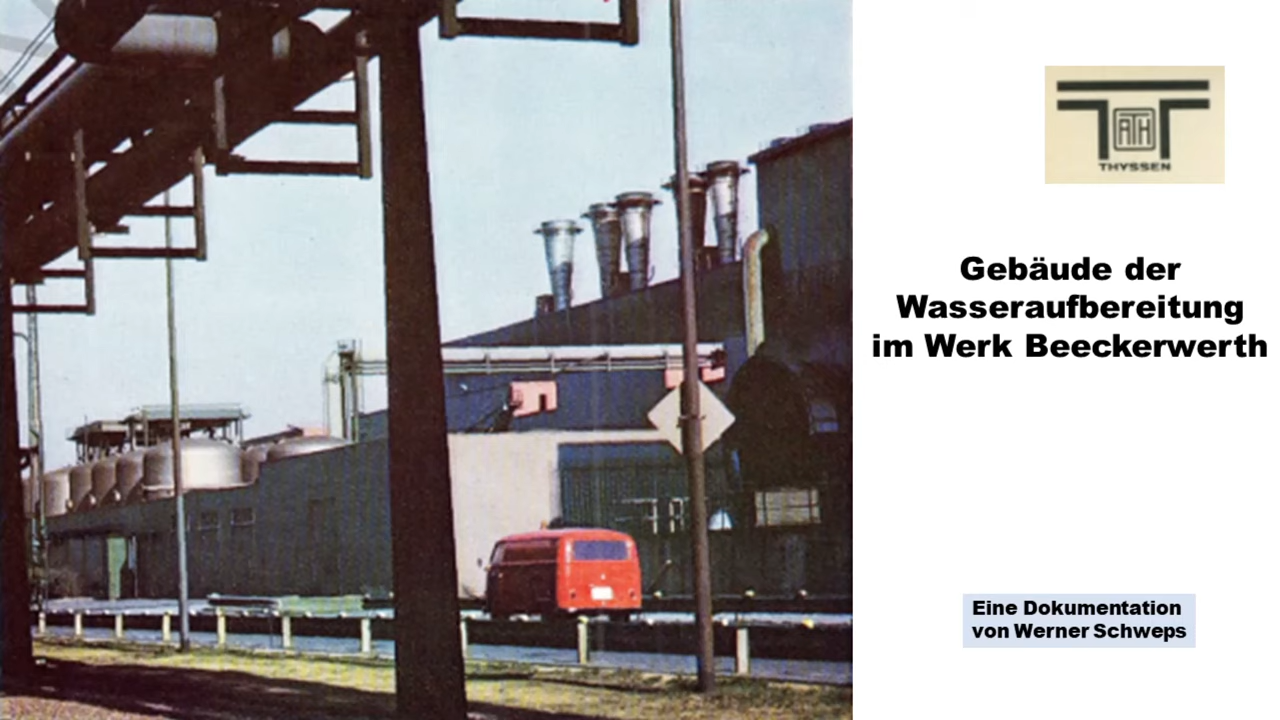 ATH
THYSSEN
Gebäude der
Wasseraufbereitung
im Werk Beeckerwerth
Eine Dokumentation
von Werner Schweps